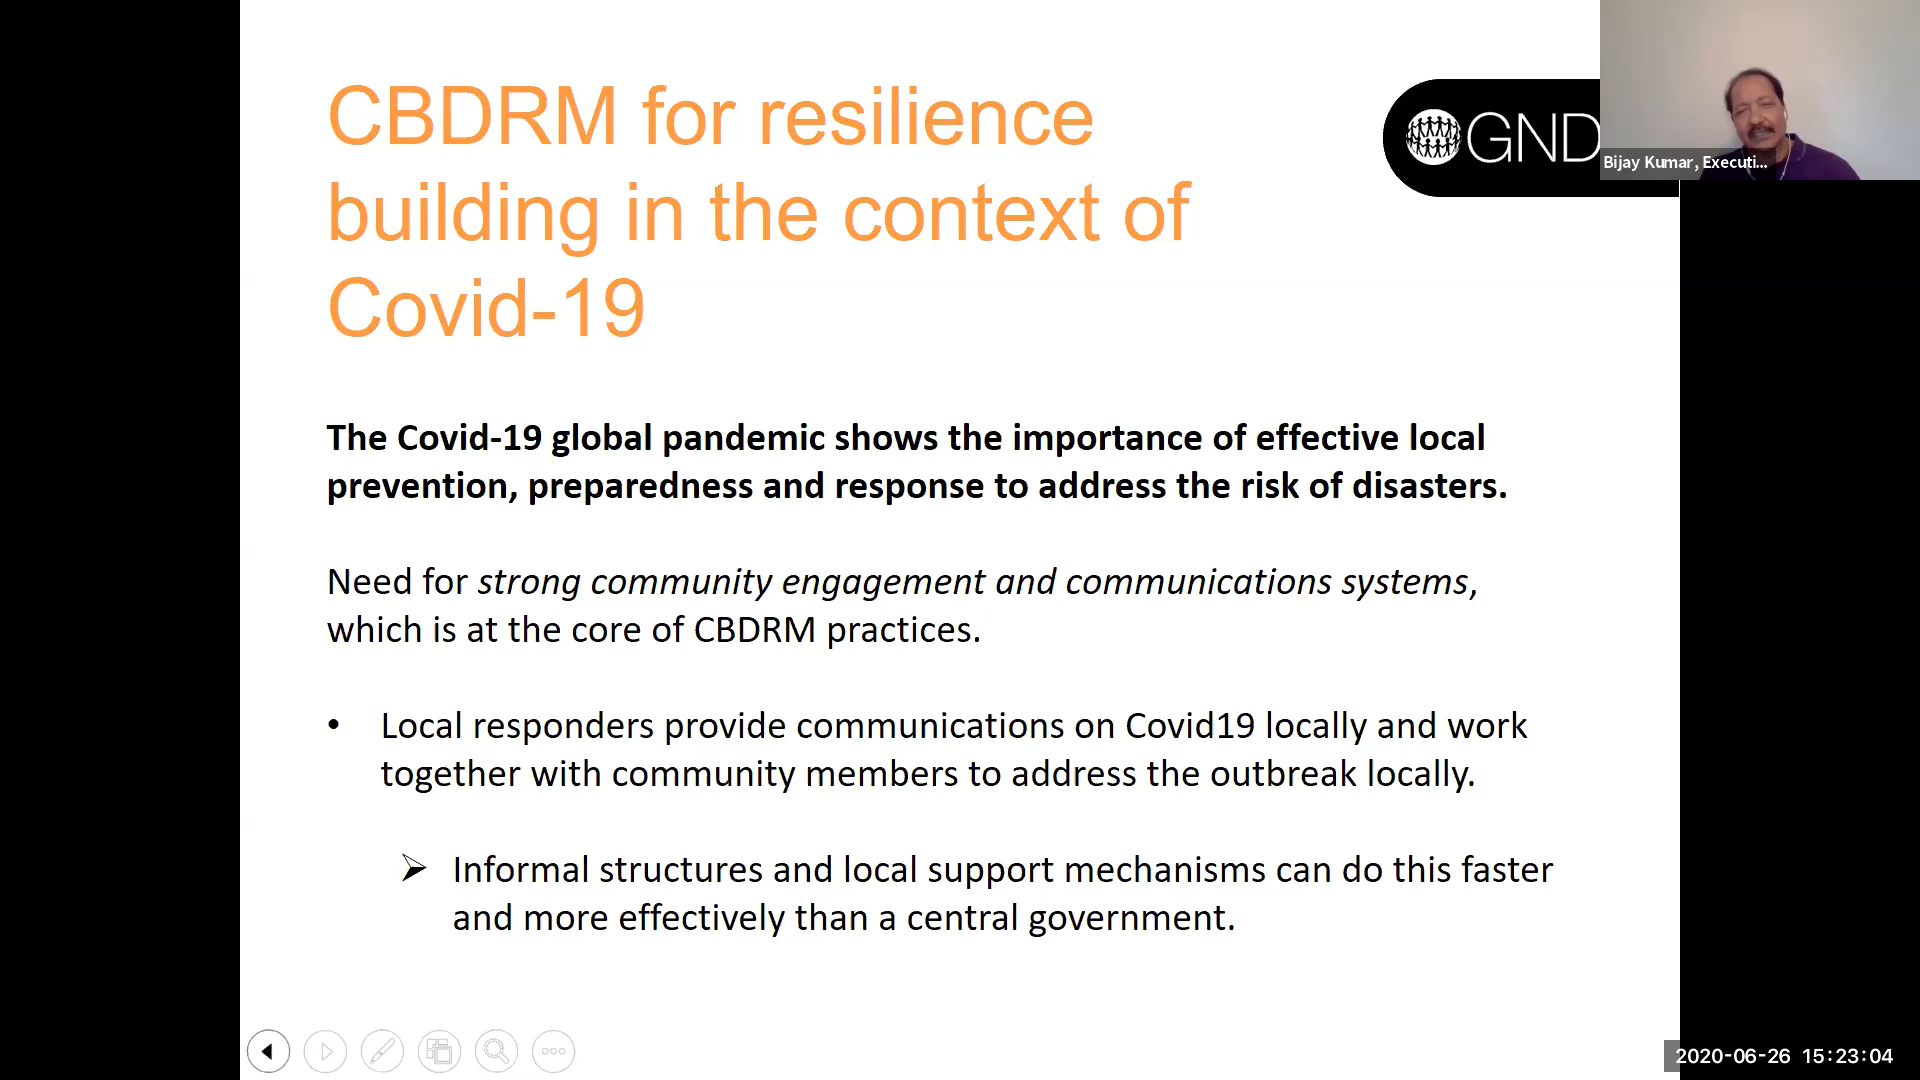 CBDRM for resilience
building in the context of
Covid-19
GND
Bijay Kumar, Executi...
The Covid-19 global pandemic shows the importance of effective local
prevention, preparedness and response to address the risk of disasters.
Need for strong community engagement and communications systems,
which is at the core of CBDRM practices.
• Local responders provide communications on Covid19 locally and work
together with community members to address the outbreak locally.
➢ Informal structures and local support mechanisms can do this faster
and more effectively than a central government.
2020-06-26 15:23:04